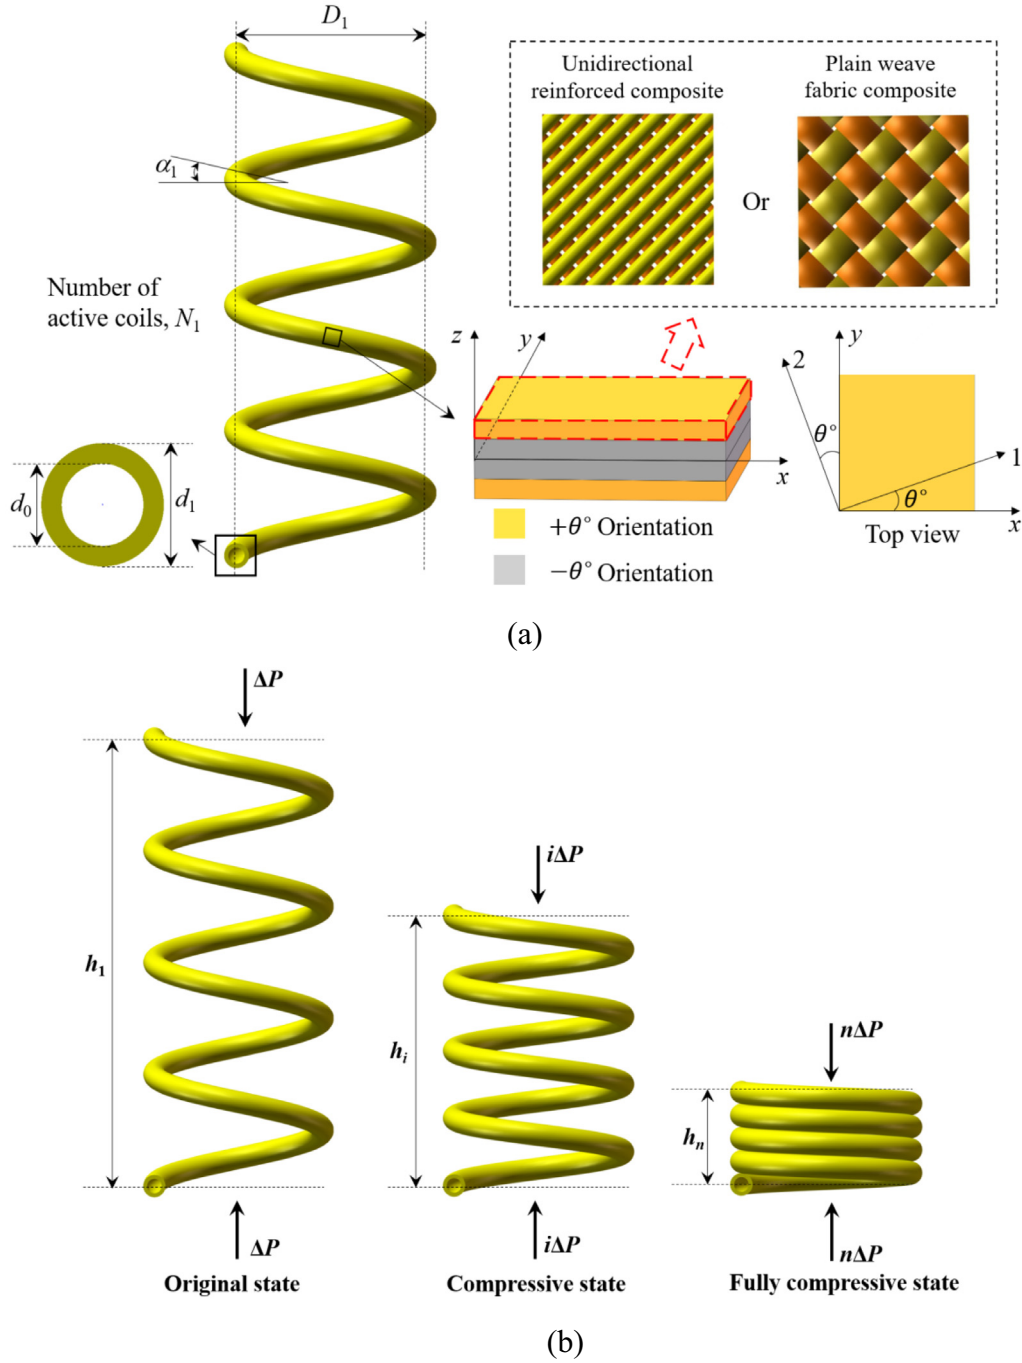 D₁
Unidirectional
reinforced composite
Plain weave
fabric composite
Or
α₁
Number of
active coils, N₁
z
y
x
2
y
θ°
1
θ°
x
Top view
d₀
d₁
+θ° Orientation
−θ° Orientation
(a)
ΔP
h₁
ΔP
Original state
iΔP
hᵢ
iΔP
Compressive state
nΔP
hₙ
nΔP
Fully compressive state
(b)